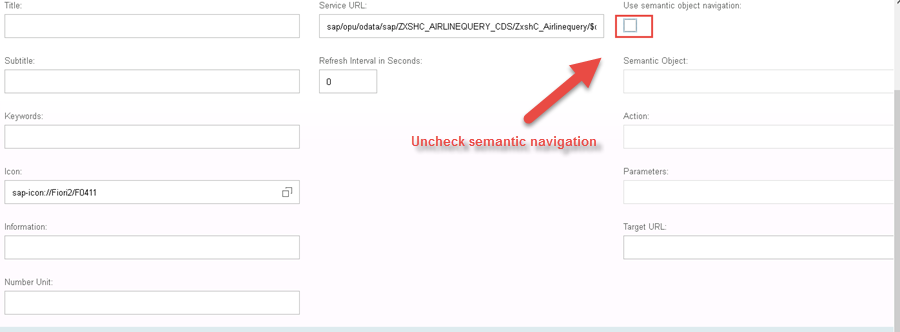 Title:
Service URL:
Use semantic object navigation:
sap/opu/odata/sap/ZXSHC_AIRLINEQUERY_CDS/ZxshC_Airlinequery/$c
Subtitle:
Refresh Interval in Seconds:
Semantic Object:
0
Keywords:
Action:
Uncheck semantic navigation
Icon:
Parameters:
sap-icon://Fiori2/F0411
Information:
Target URL:
Number Unit: